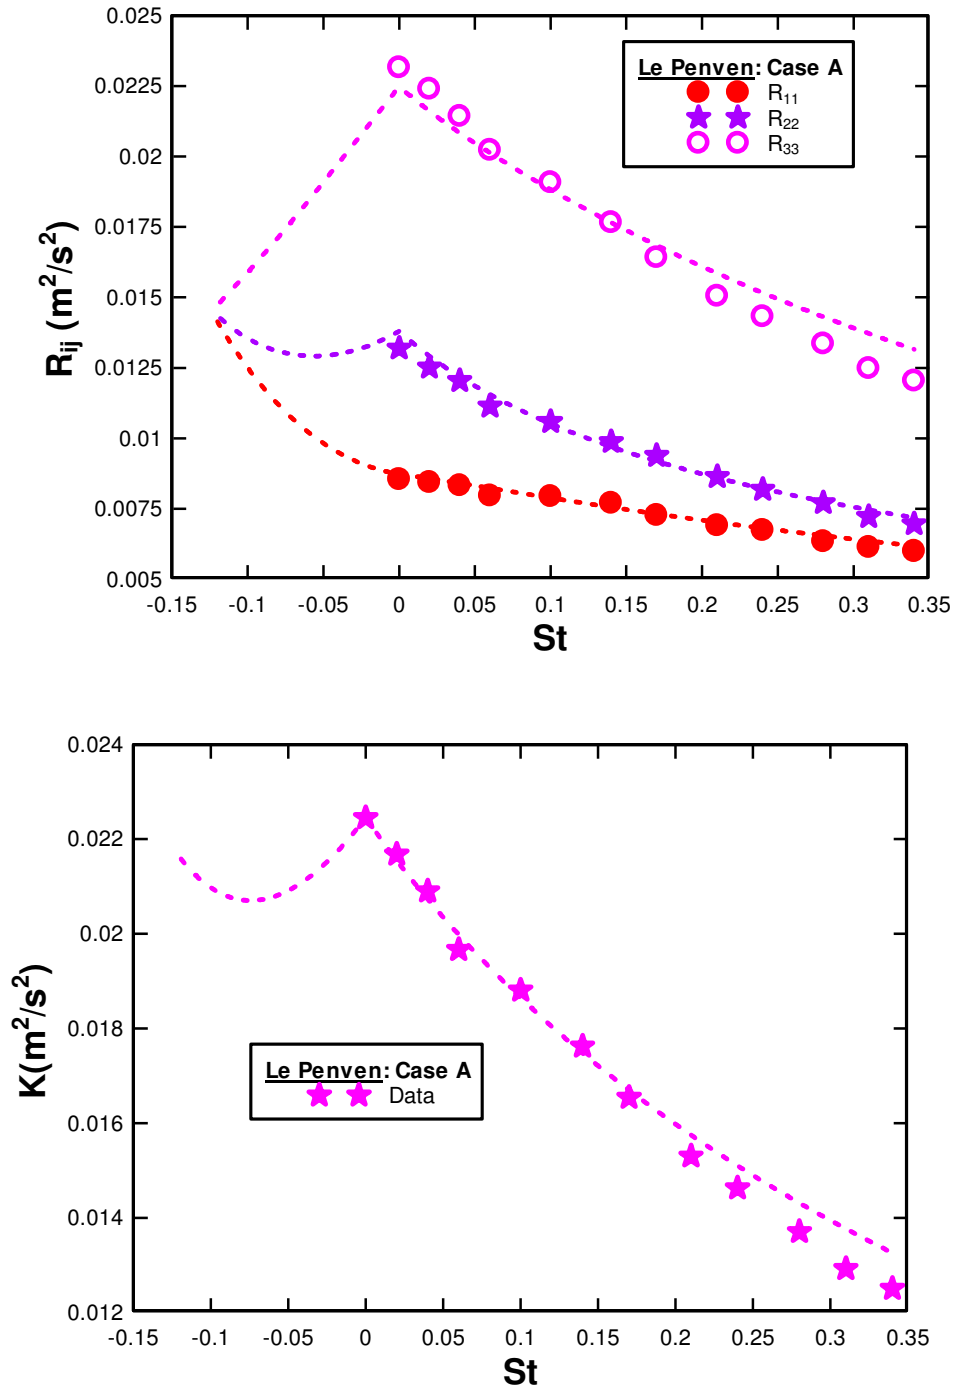 0.025
0.0225
0.02
0.0175
0.015
0.0125
0.01
0.0075
0.005
R_ij (m²/s²)
Le Penven: Case A
R₁₁
R₂₂
R₃₃
-0.15 -0.1 -0.05 0 0.05 0.1 0.15 0.2 0.25 0.3 0.35
St
0.024
0.022
0.02
0.018
0.016
0.014
0.012
K(m²/s²)
Le Penven: Case A
Data
-0.15 -0.1 -0.05 0 0.05 0.1 0.15 0.2 0.25 0.3 0.35
St